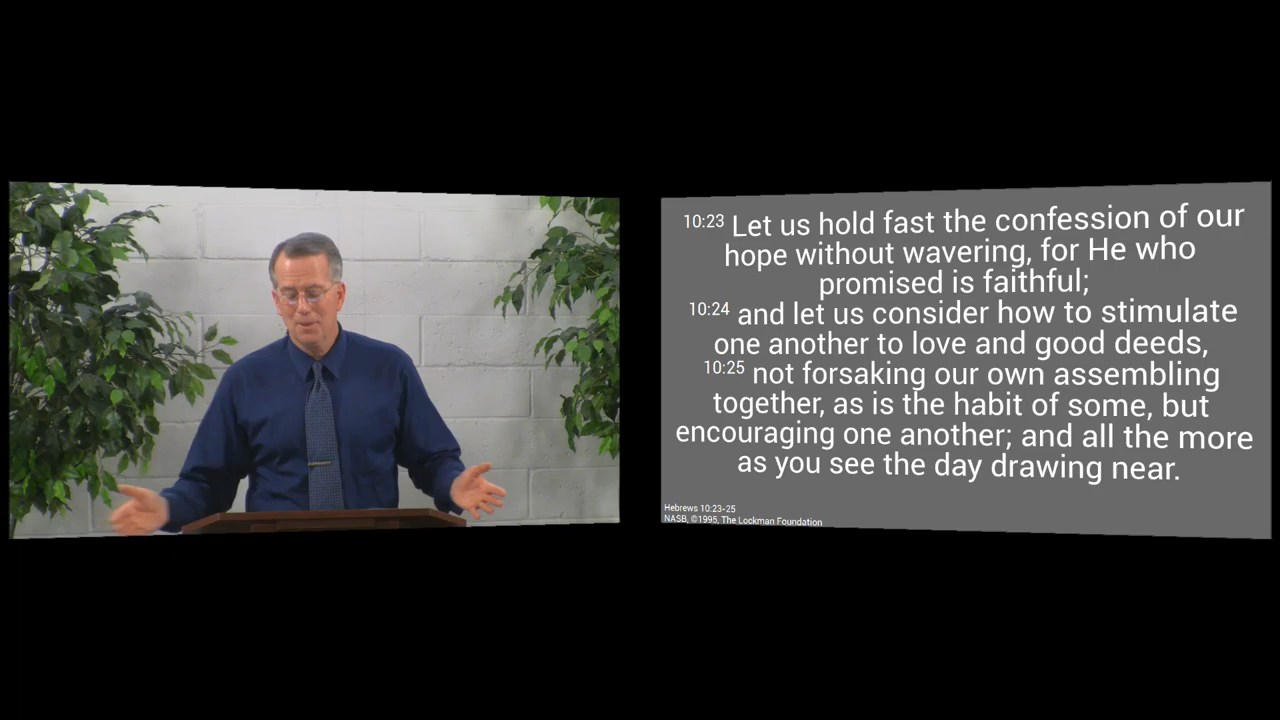 10:23 Let us hold fast the confession of our
hope without wavering, for He who
promised is faithful;
10:24 and let us consider how to stimulate
one another to love and good deeds,
10:25 not forsaking our own assembling
together, as is the habit of some, but
encouraging one another; and all the more
as you see the day drawing near.
Hebrews 10:23-25
NASB, ©1995, The Lockman Foundation